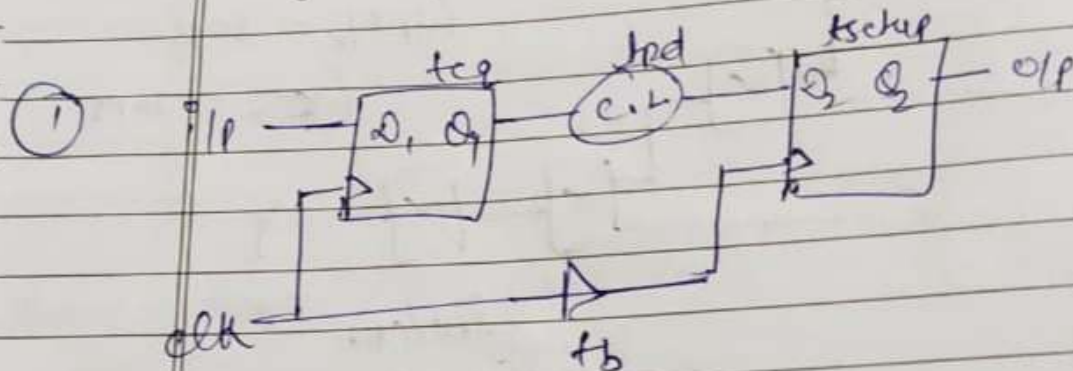 tcq tpd tsetup
① I/p D₁ Q₁ C.L D₂ Q₂ O/p
clk
tb